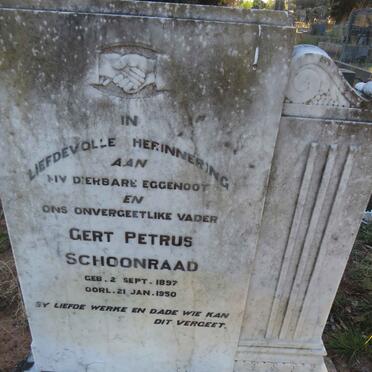 IN
LIEFDEVOLLE HERINNERING
AAN
MY DIERBARE EGGENOOT
EN
ONS ONVERGEETLIKE VADER
GERT PETRUS
SCHOONRAAD
GEB. 2 SEPT. 1897
OORL. 21 JAN. 1950
SY LIEFDE WERKE EN DADE WIE KAN
DIT VERGEET.